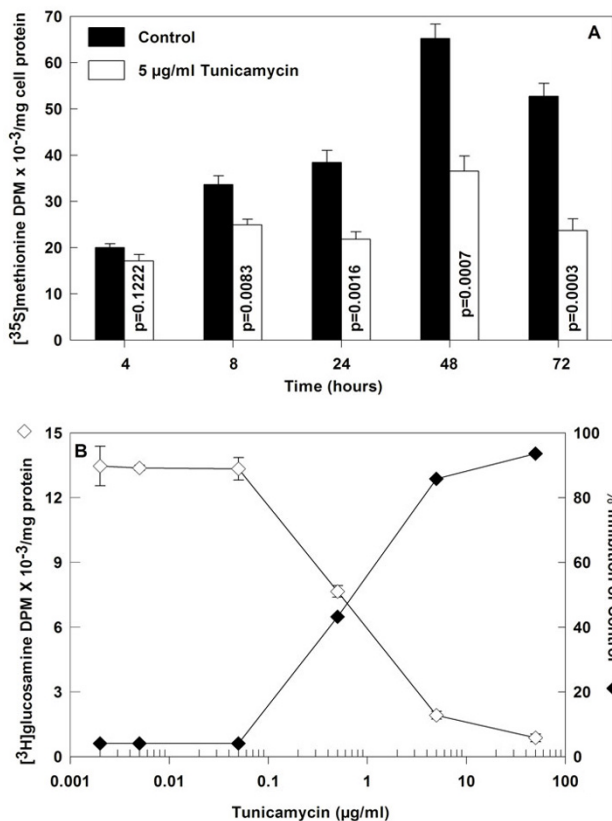 A
Control
5 µg/ml Tunicamycin
[³⁵S]methionine DPM x 10⁻³/mg cell protein
70
60
50
40
30
20
10
0
p=0.1222
p=0.0083
p=0.0016
p=0.0007
p=0.0003
4 8 24 48 72
Time (hours)
B
[³H]glucosamine DPM X 10⁻³/mg protein
15
12
9
6
3
0
100
80
60
40
20
0
% Inhibition of control
0.001 0.01 0.1 1 10 100
Tunicamycin (µg/ml)